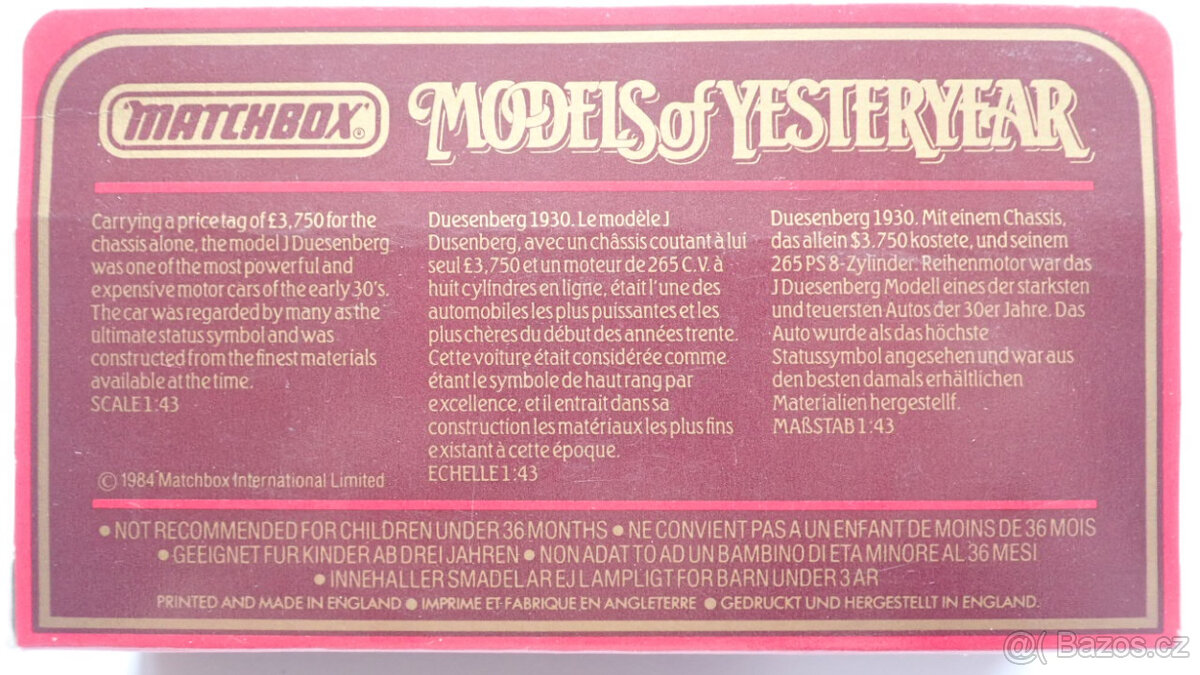 MATCHBOX ®
MODELS of YESTERYEAR
Carrying a price tag of £3,750 for the
chassis alone, the model J Duesenberg
was one of the most powerful and
expensive motor cars of the early 30's.
The car was regarded by many as the
ultimate status symbol and was
constructed from the finest materials
available at the time.
SCALE 1:43
© 1984 Matchbox International Limited
Duesenberg 1930. Le modèle J
Dusenberg, avec un châssis coutant à lui
seul £3,750 et un moteur de 265 C.V. à
huit cylindres en ligne, était l'une des
automobiles les plus puissantes et les
plus chères du début des années trente.
Cette voiture était considérée comme
étant le symbole de haut rang par
excellence, et il entrait dans sa
construction les matériaux les plus fins
existant à cette époque.
ECHELLE 1:43
Duesenberg 1930. Mit einem Chassis,
das allein $3.750 kostete, und seinem
265 PS 8-Zylinder. Reihenmotor war das
J Duesenberg Modell eines der starksten
und teuersten Autos der 30er Jahre. Das
Auto wurde als das höchste
Statussymbol angesehen und war aus
den besten damals erhältlichen
Materialien hergestellf.
MAßSTAB 1:43
• NOT RECOMMENDED FOR CHILDREN UNDER 36 MONTHS • NE CONVIENT PAS A UN ENFANT DE MOINS DE 36 MOIS
• GEEIGNET FUR KINDER AB DREI JAHREN • NON ADATTO AD UN BAMBINO DI ETA MINORE AL 36 MESI
• INNEHALLER SMADELAR EJ LAMPLIGT FOR BARN UNDER 3 AR
PRINTED AND MADE IN ENGLAND • IMPRIME ET FABRIQUE EN ANGLETERRE • GEDRUCKT UND HERGESTELLT IN ENGLAND.
Bazos.cz